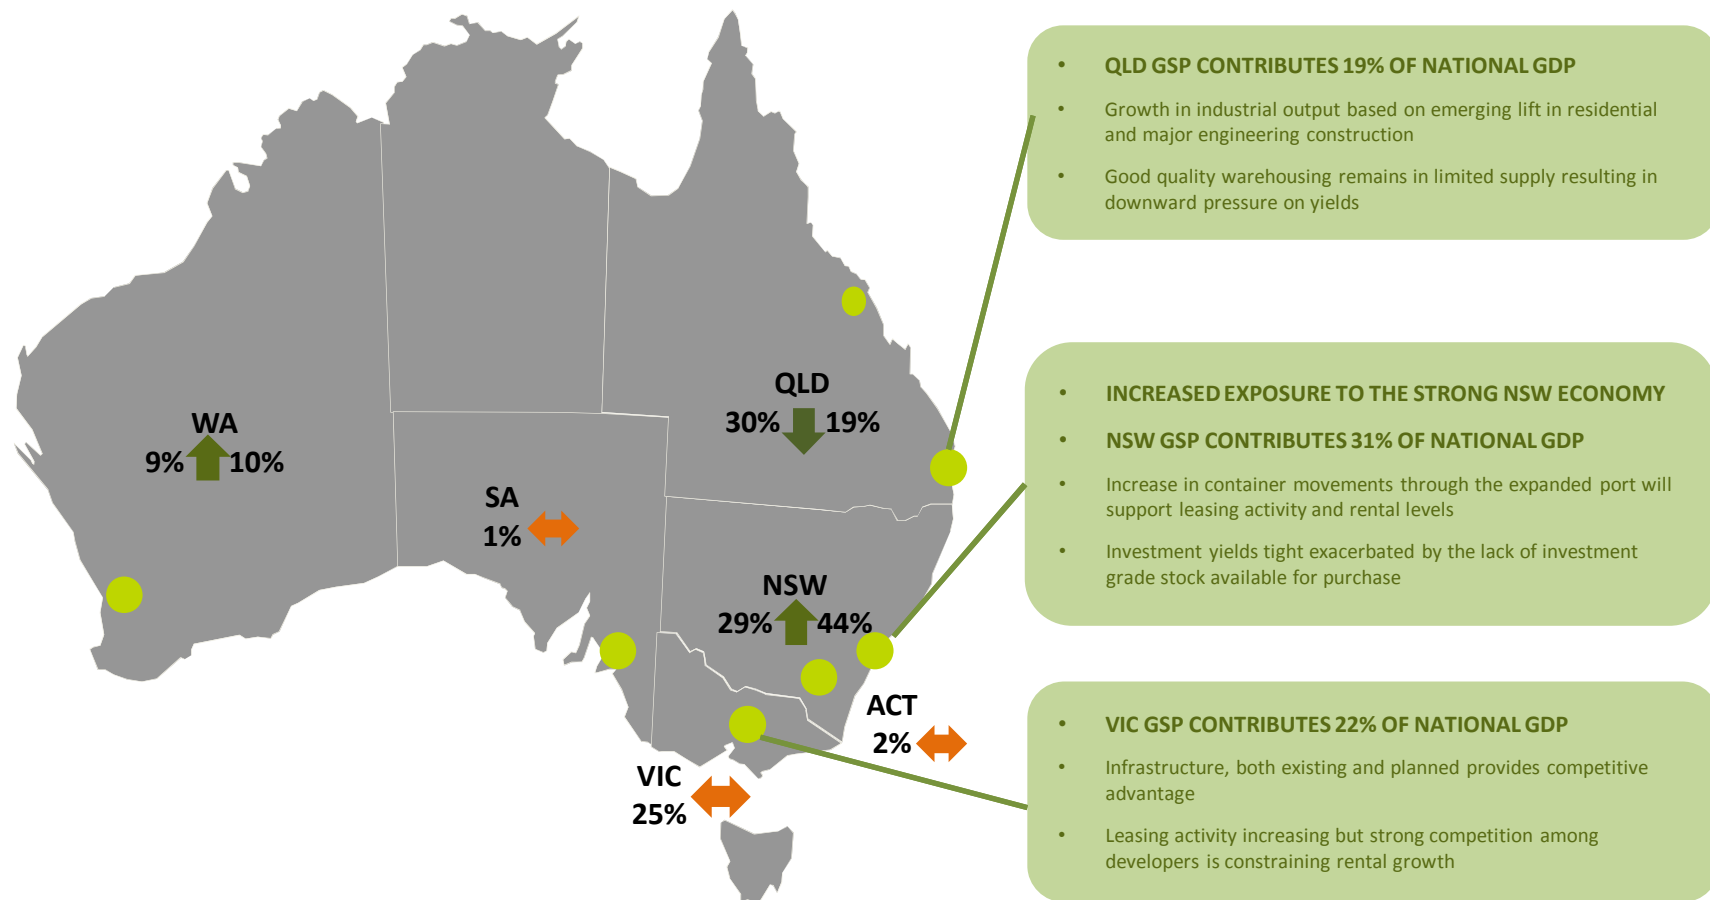 WA
9% 10%
SA
1%
QLD
30% 19%
NSW
29% 44%
ACT
2%
VIC
25%
• QLD GSP CONTRIBUTES 19% OF NATIONAL GDP
• Growth in industrial output based on emerging lift in residential
and major engineering construction
• Good quality warehousing remains in limited supply resulting in
downward pressure on yields
• INCREASED EXPOSURE TO THE STRONG NSW ECONOMY
• NSW GSP CONTRIBUTES 31% OF NATIONAL GDP
• Increase in container movements through the expanded port will
support leasing activity and rental levels
• Investment yields tight exacerbated by the lack of investment
grade stock available for purchase
• VIC GSP CONTRIBUTES 22% OF NATIONAL GDP
• Infrastructure, both existing and planned provides competitive
advantage
• Leasing activity increasing but strong competition among
developers is constraining rental growth